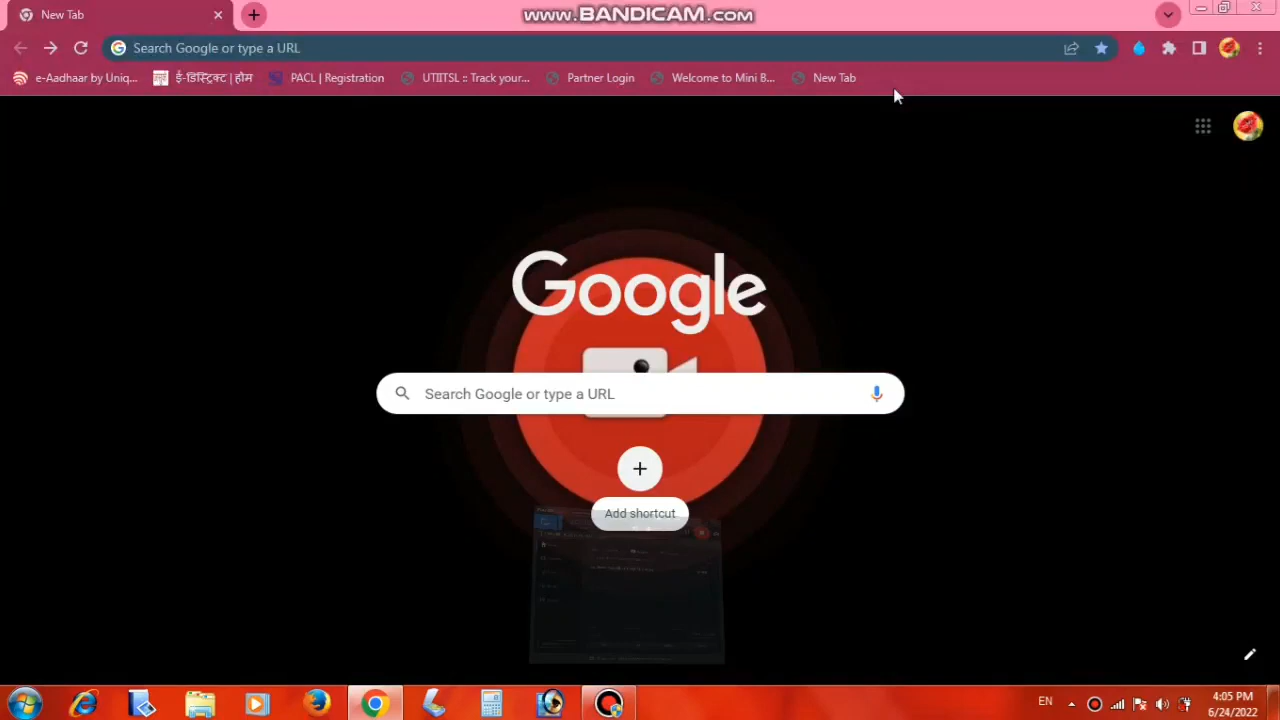 New Tab
www.BANDICAM.com
Search Google or type a URL
e-Aadhaar by Uniq...
ई-डिस्ट्रिक्ट | होम
PACL | Registration
UTIITSL :: Track your...
Partner Login
Welcome to Mini B...
New Tab
Google
Search Google or type a URL
Add shortcut
EN
4:05 PM
6/24/2022